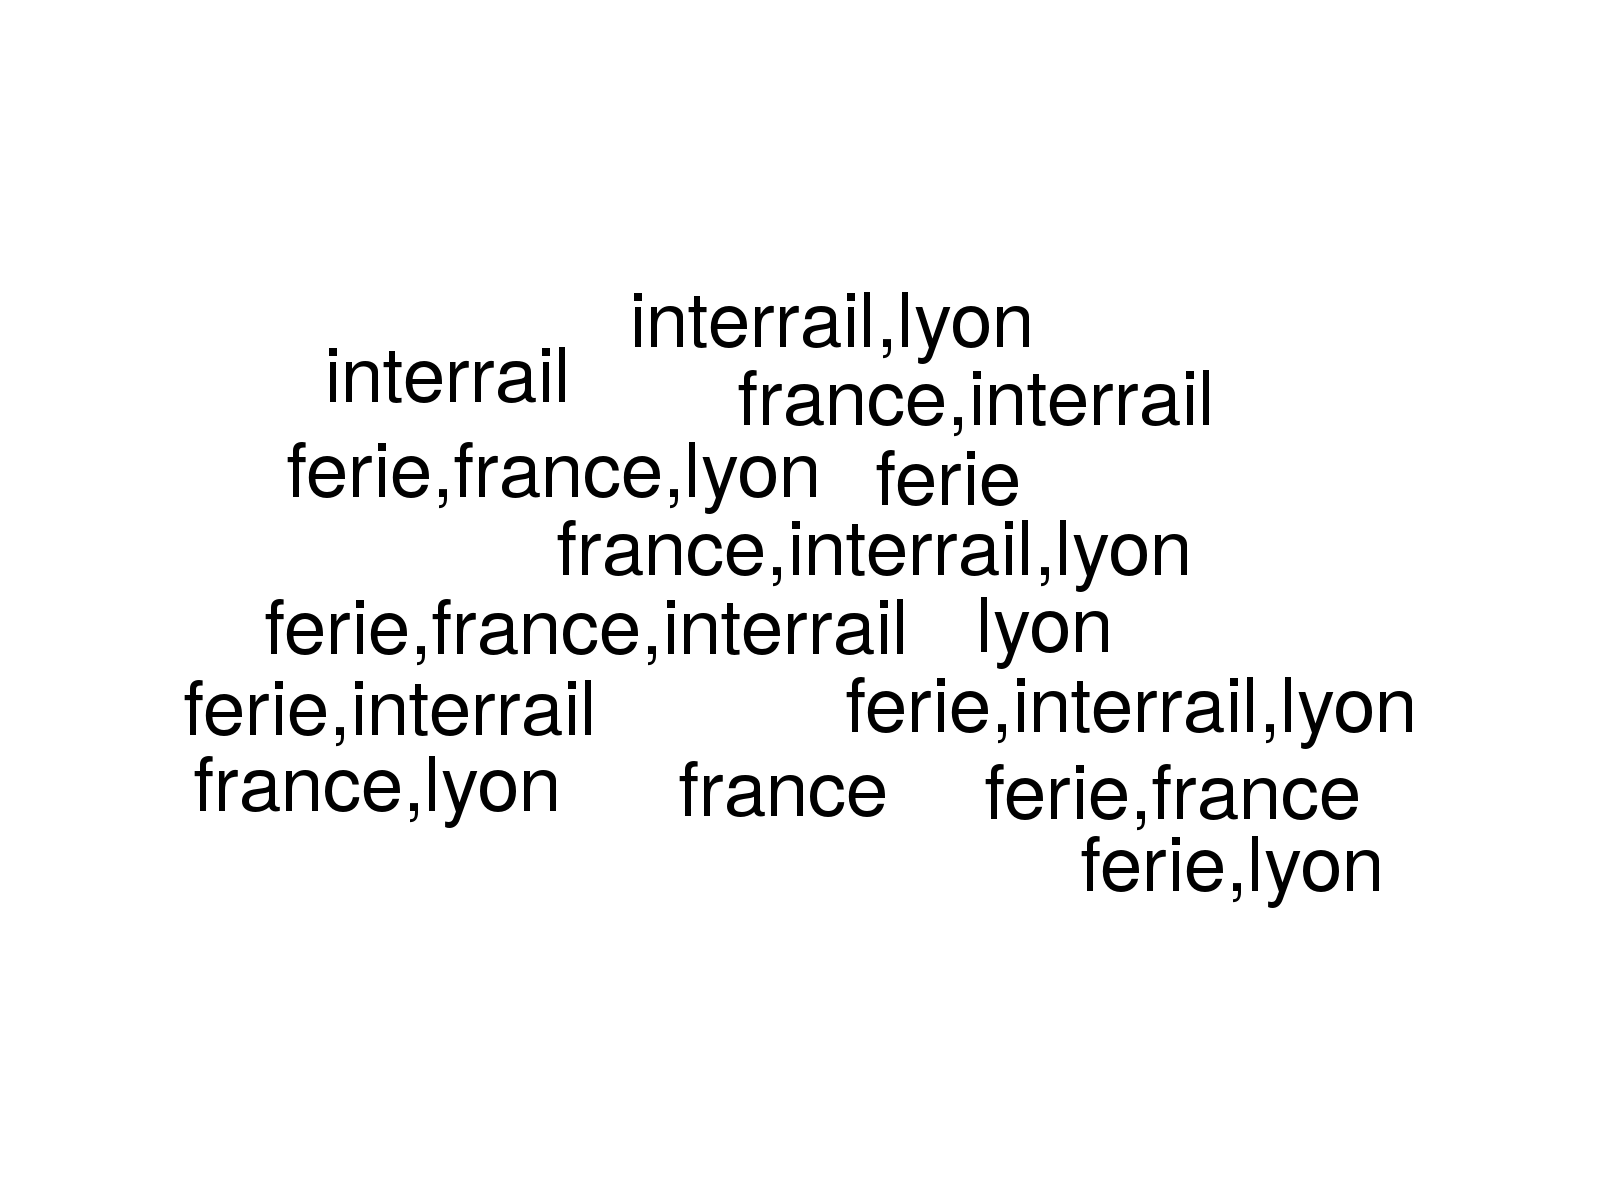 interrail,lyon
interrail
france,interrail
ferie,france,lyon ferie
france,interrail,lyon
ferie,france,interrail lyon
ferie,interrail ferie,interrail,lyon
france,lyon france ferie,france
ferie,lyon